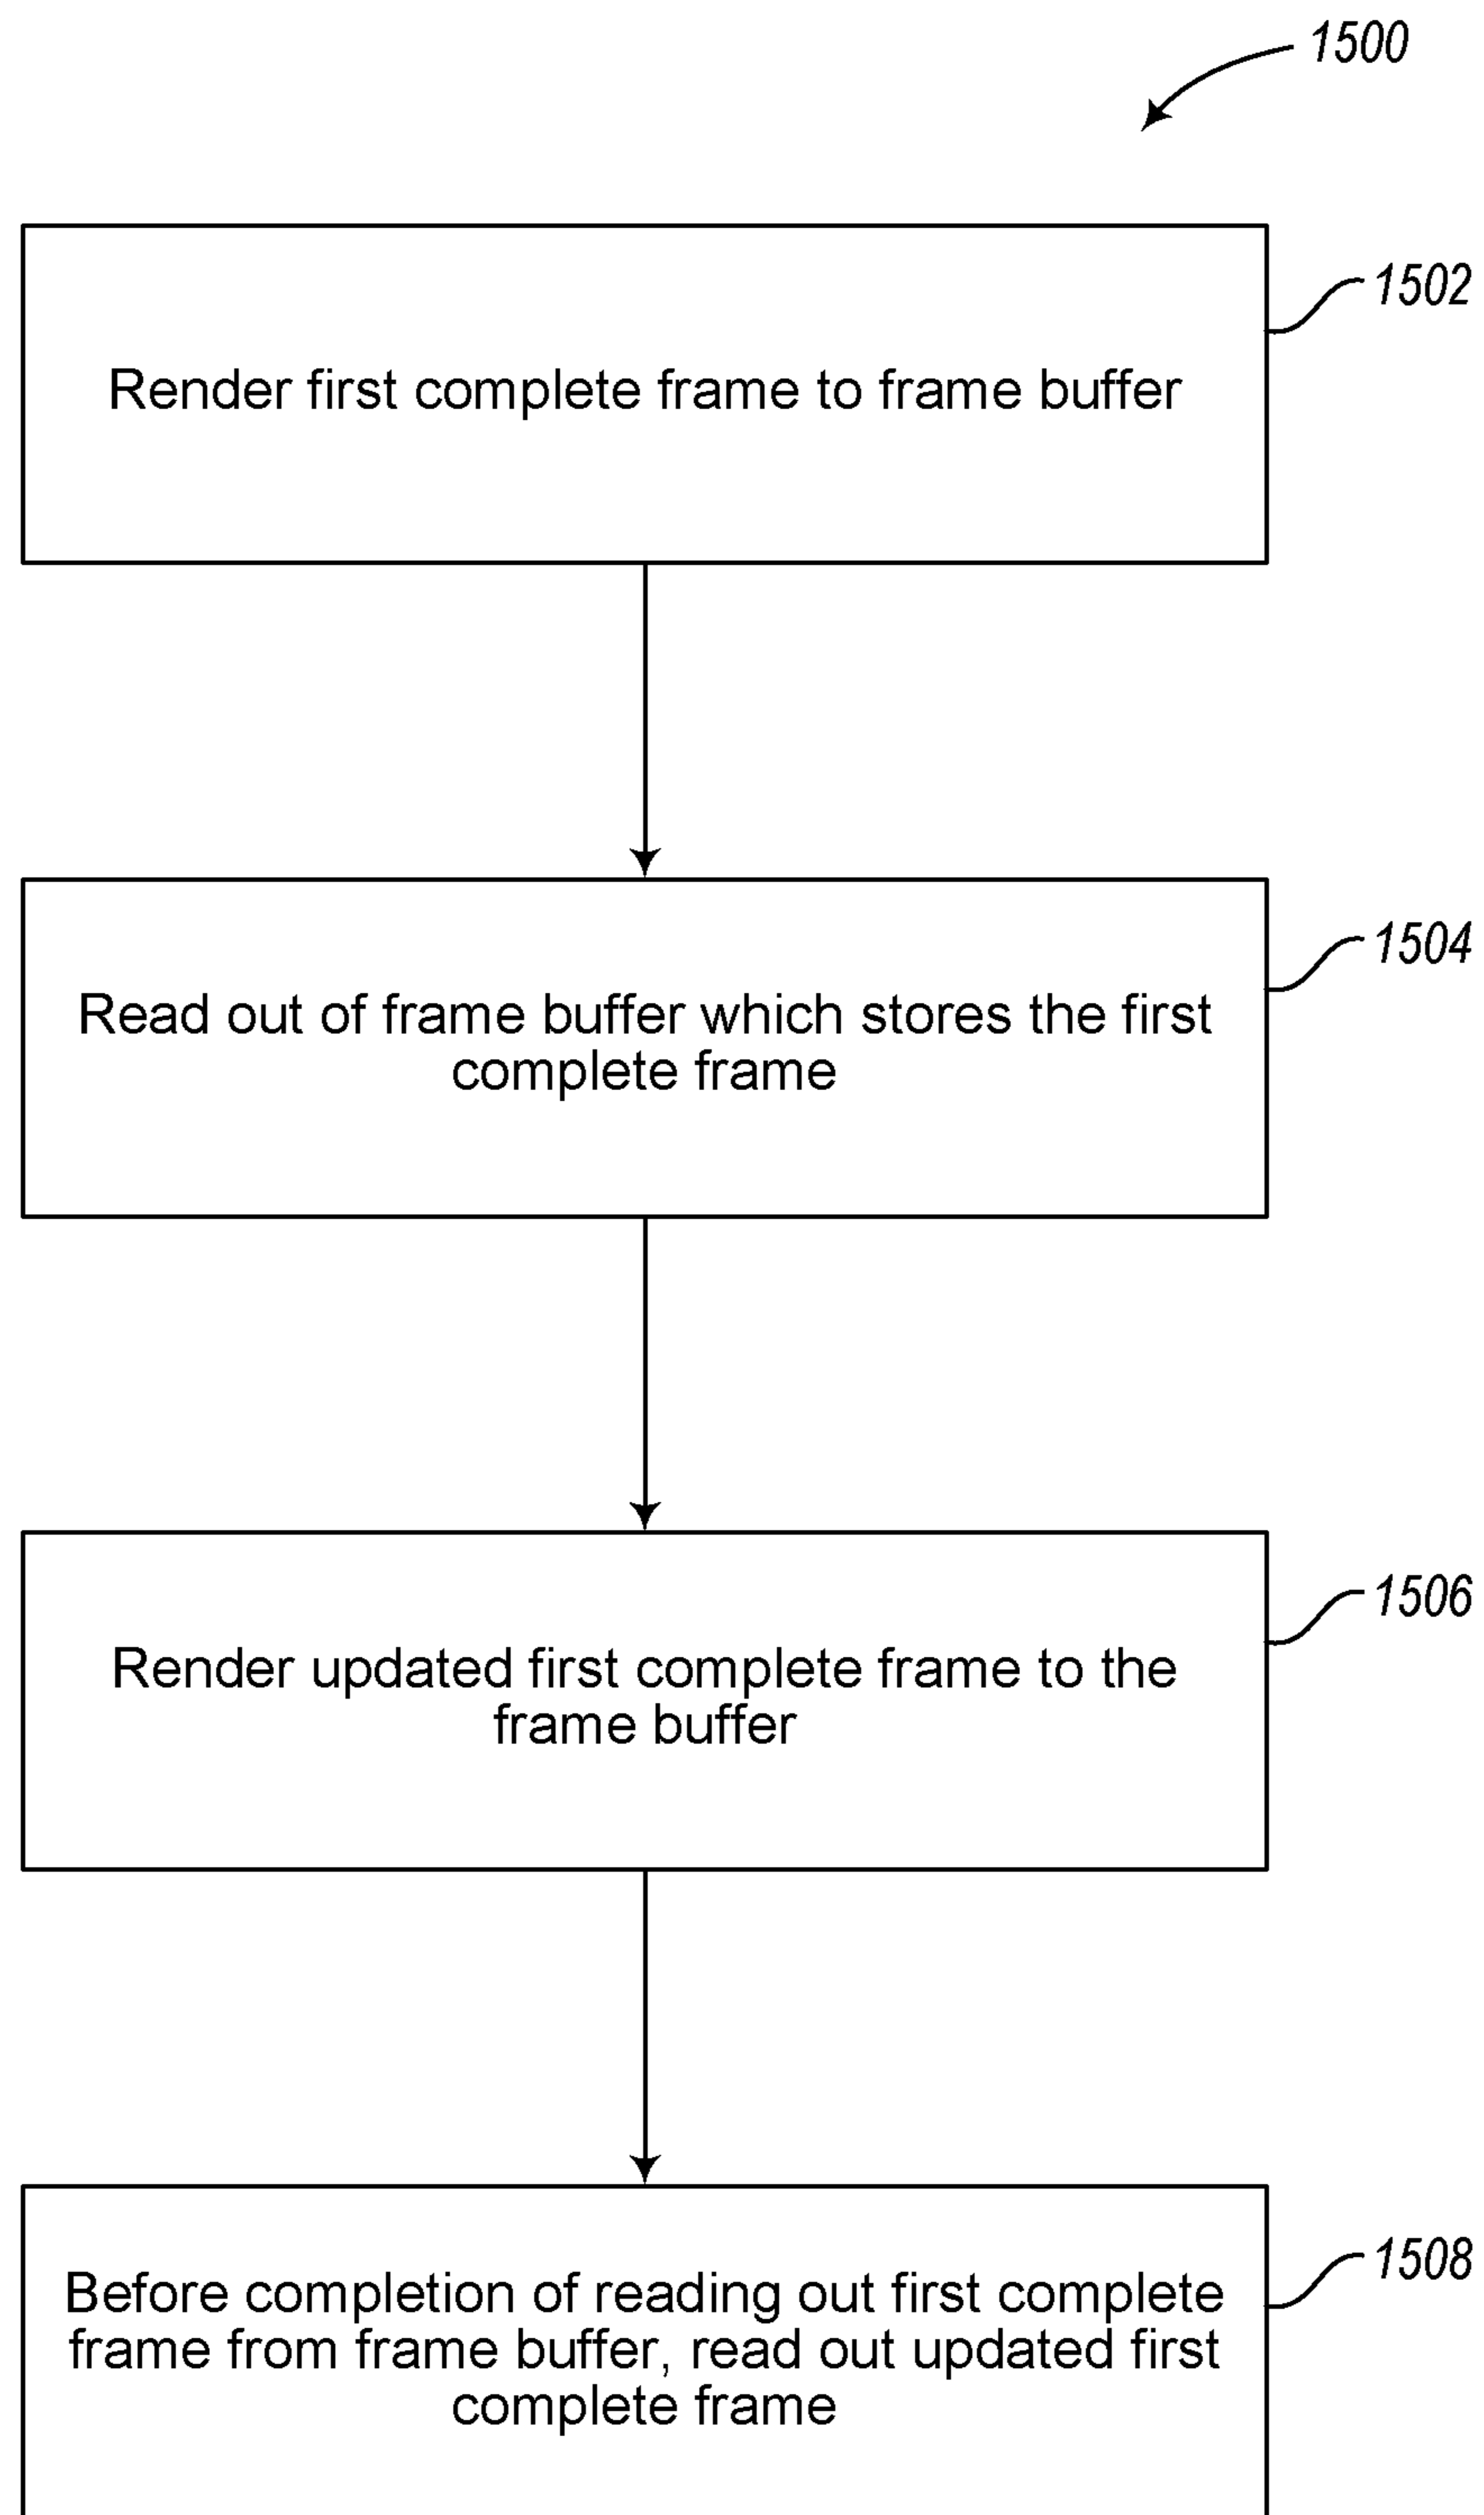 1500
1502
Render first complete frame to frame buffer
1504
Read out of frame buffer which stores the first
complete frame
1506
Render updated first complete frame to the
frame buffer
1508
Before completion of reading out first complete
frame from frame buffer, read out updated first
complete frame